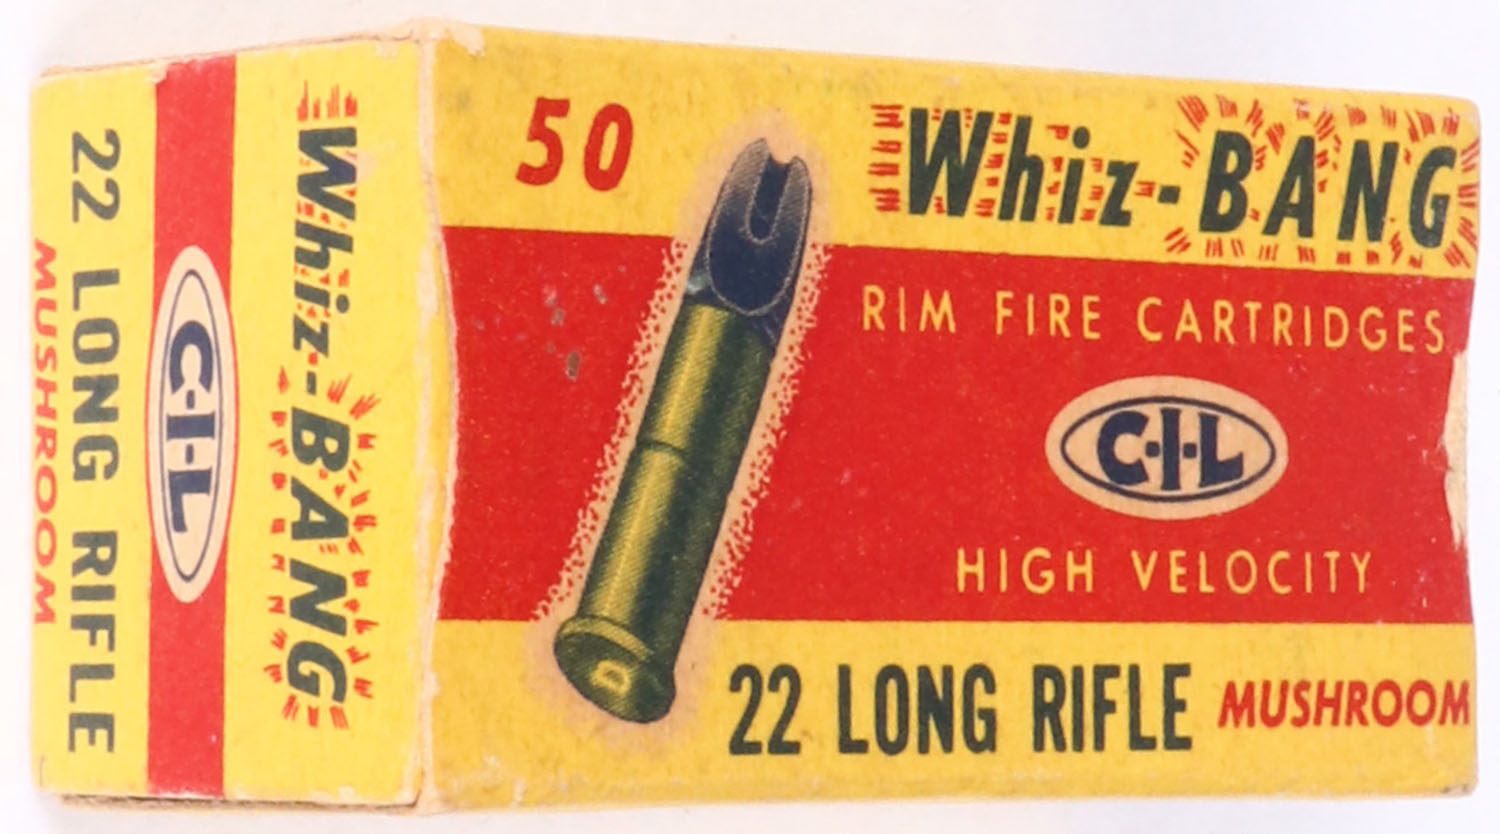 22 LONG RIFLE
MUSHROOM
C-I-L
Whiz-BANG
50
Whiz-BANG
RIM FIRE CARTRIDGES
C-I-L
HIGH VELOCITY
D
22 LONG RIFLE MUSHROOM